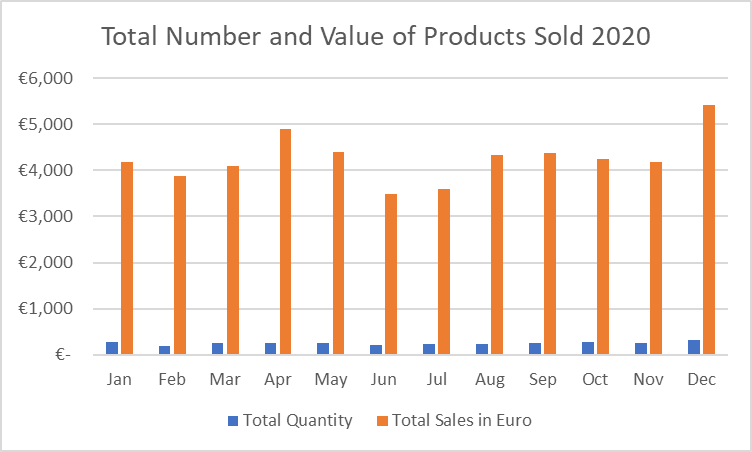 Total Number and Value of Products Sold 2020
€6,000
€5,000
€4,000
€3,000
€2,000
€1,000
€-
Jan Feb Mar Apr May Jun Jul Aug Sep Oct Nov Dec
Total Quantity Total Sales in Euro